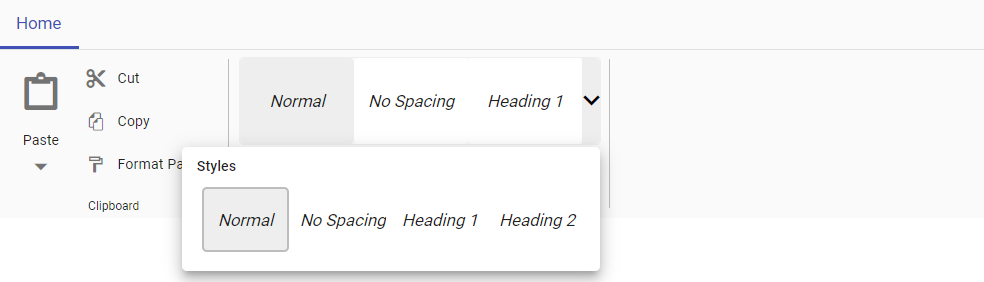 Home
Cut
Normal No Spacing Heading 1
Copy
Paste
Format Pa
Clipboard
Styles
Normal No Spacing Heading 1 Heading 2